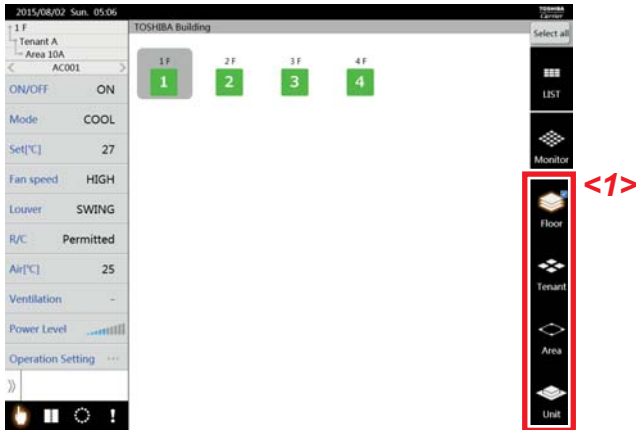 2015/08/02 Sun. 05:06
TOSHIBA
Carrier
1 F
Tenant A
Area 10A
< AC001 >
ON/OFF ON
Mode COOL
Set[℃] 27
Fan speed HIGH
Louver SWING
R/C Permitted
Air[℃] 25
Ventilation -
Power Level
Operation Setting ...
TOSHIBA Building
1 F 2 F 3 F 4 F
1 2 3 4
Select all
LIST
Monitor
Floor
Tenant
Area
Unit
<1>